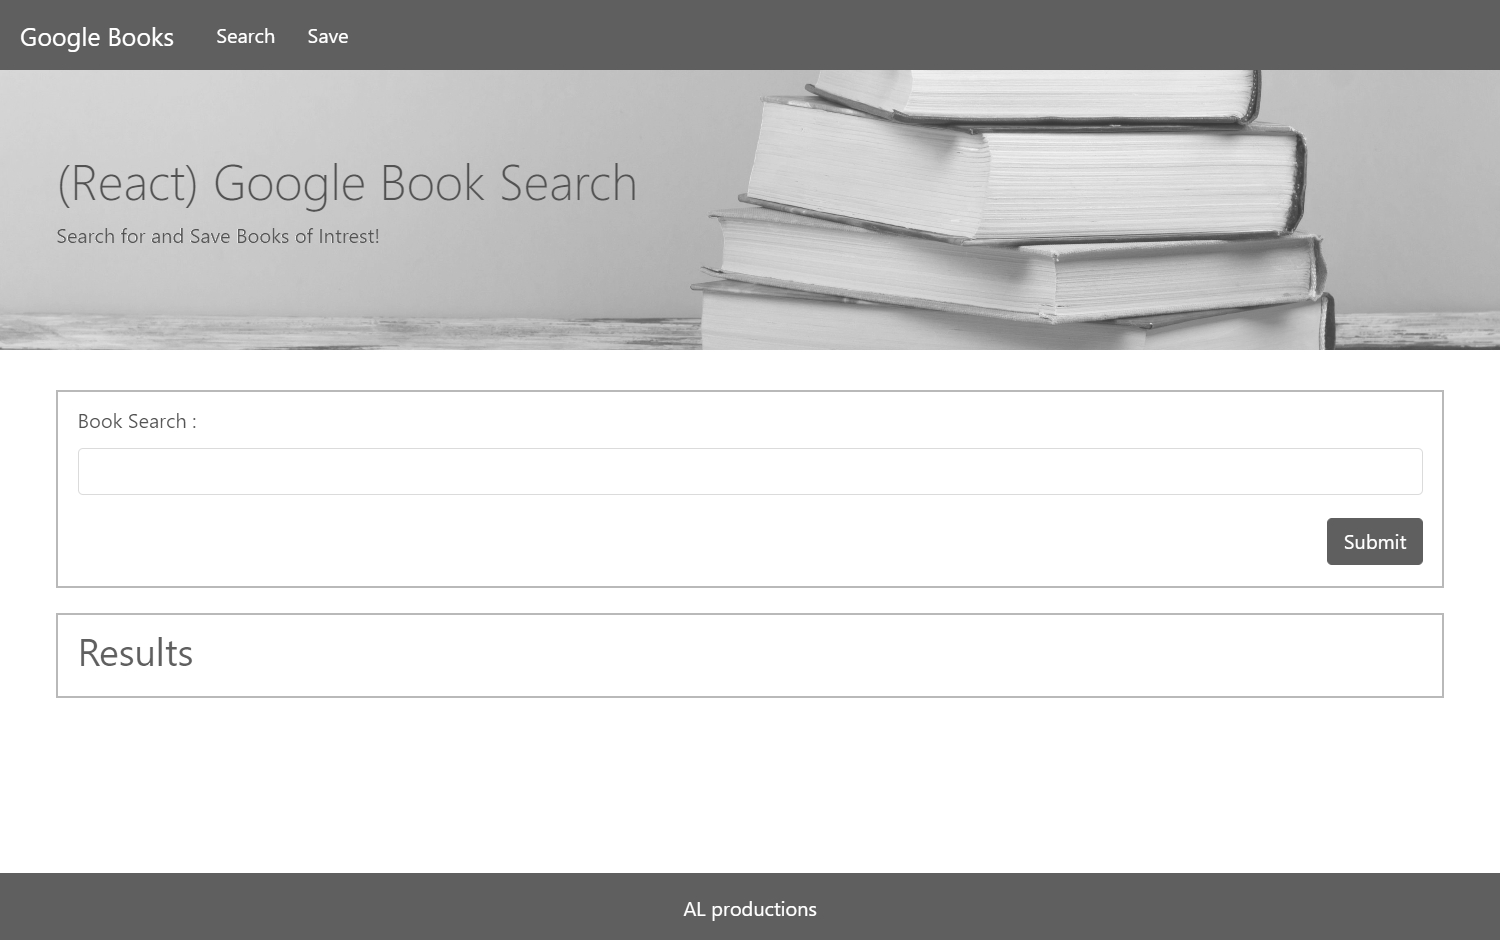 Google Books Search Save
(React) Google Book Search
Search for and Save Books of Intrest!
Book Search :
Submit
Results
AL productions